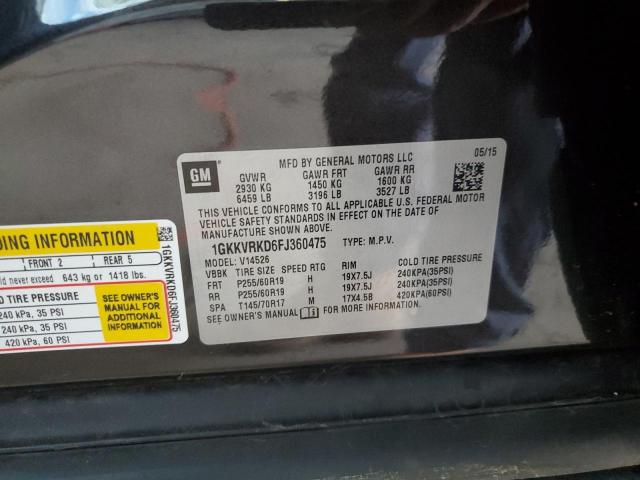 GM
MFD BY GENERAL MOTORS LLC
05/15
GVWR GAWR FRT GAWR RR
2930 KG 1450 KG 1600 KG
6459 LB 3196 LB 3527 LB
THIS VEHICLE CONFORMS TO ALL APPLICABLE U.S. FEDERAL MOTOR
VEHICLE SAFETY STANDARDS IN EFFECT ON THE DATE OF
MANUFACTURE SHOWN ABOVE.
1GKKVRKD6FJ360475 TYPE: M.P.V.
MODEL: V14526
VBBK TIRE SIZE SPEED RTG RIM COLD TIRE PRESSURE
FRT P255/60R19 H 19X7.5J 240KPA(35PSI)
RR P255/60R19 H 19X7.5J 240KPA(35PSI)
SPA T145/70R17 M 17X4.5B 420KPA(60PSI)
SEE OWNER'S MANUAL FOR MORE INFORMATION.
DING INFORMATION
FRONT 2 REAR 5
ld never exceed 643 kg or 1418 lbs.
D TIRE PRESSURE
240 kPa, 35 PSI
240 kPa, 35 PSI
420 kPa, 60 PSI
SEE OWNER'S
MANUAL FOR
ADDITIONAL
INFORMATION
1GKKVRKD6FJ360475